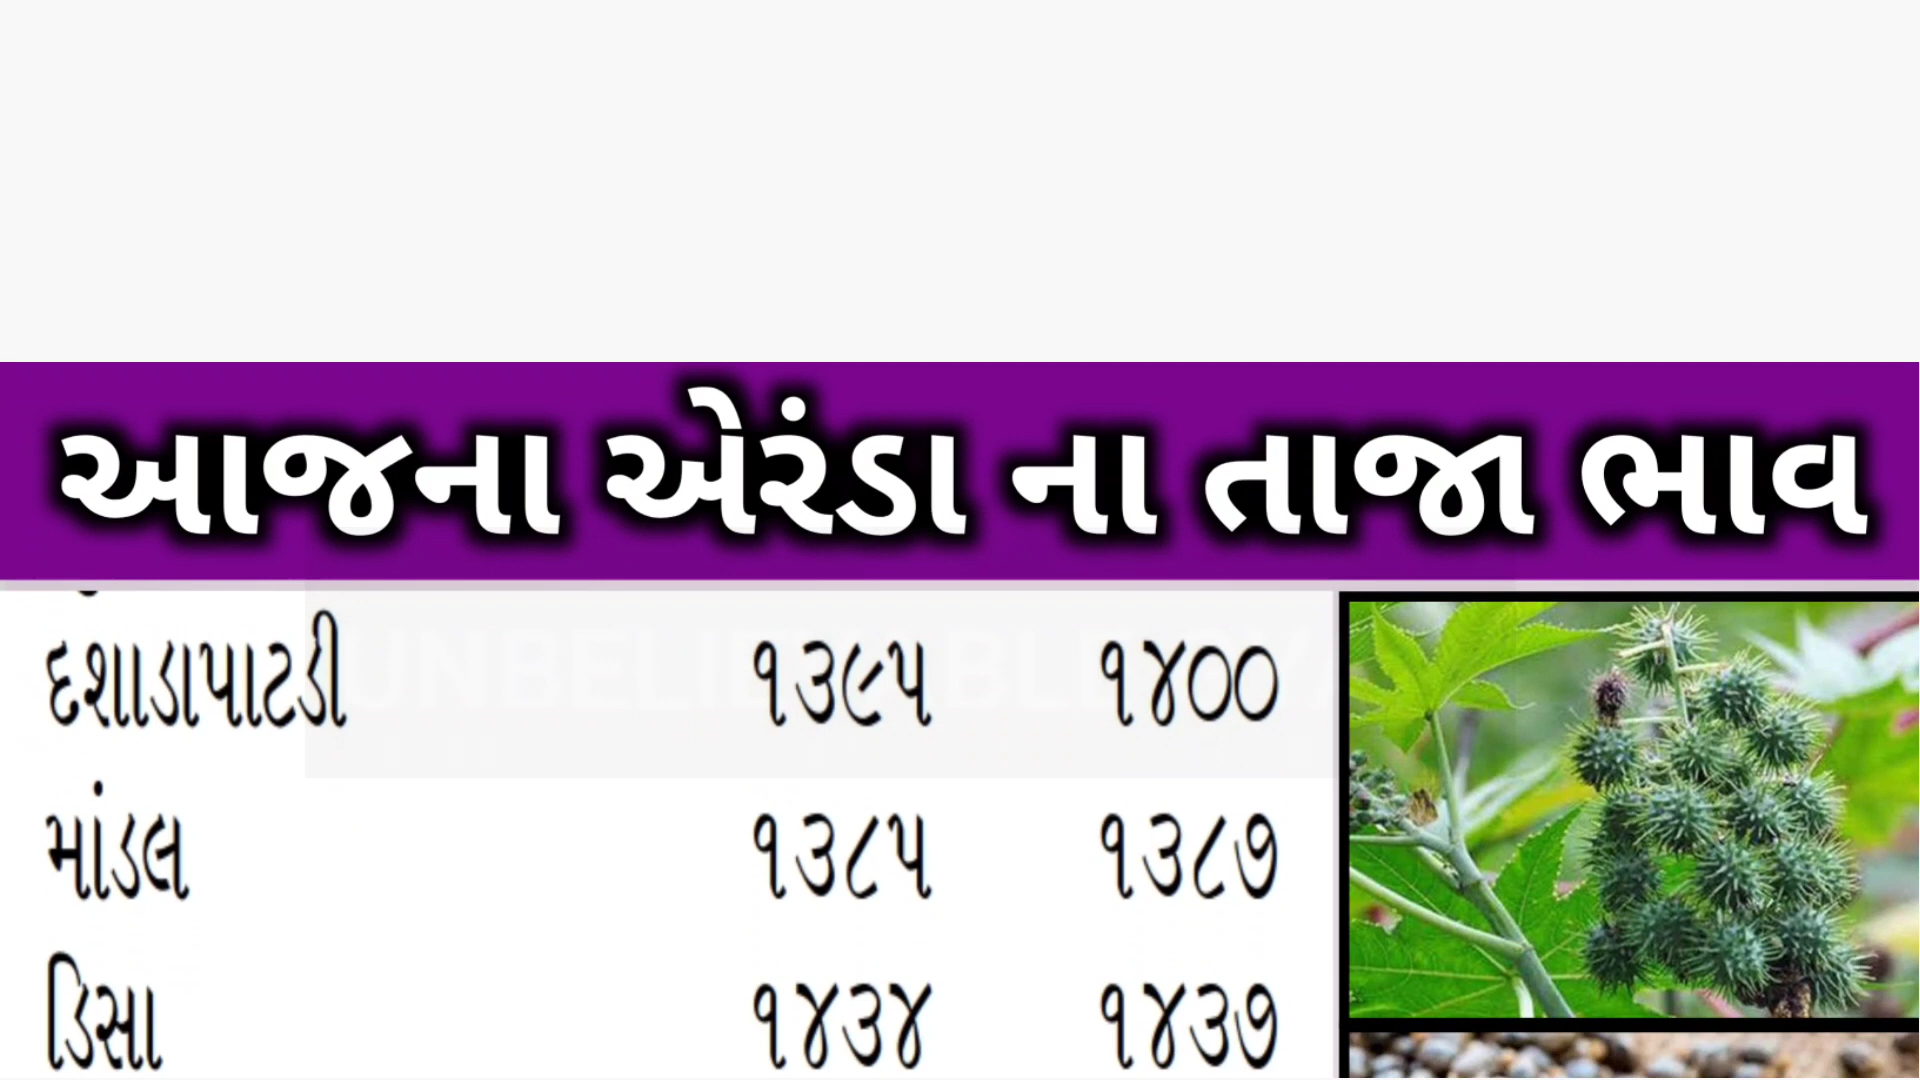 આજના એરંડા ના તાજા ભાવ
દશાડાપાટડી ૧૩૯૫ ૧૪૦૦
માંડલ ૧૩૮૫ ૧૩૮૭
ડિસા ૧૪૩૪ ૧૪૩૭